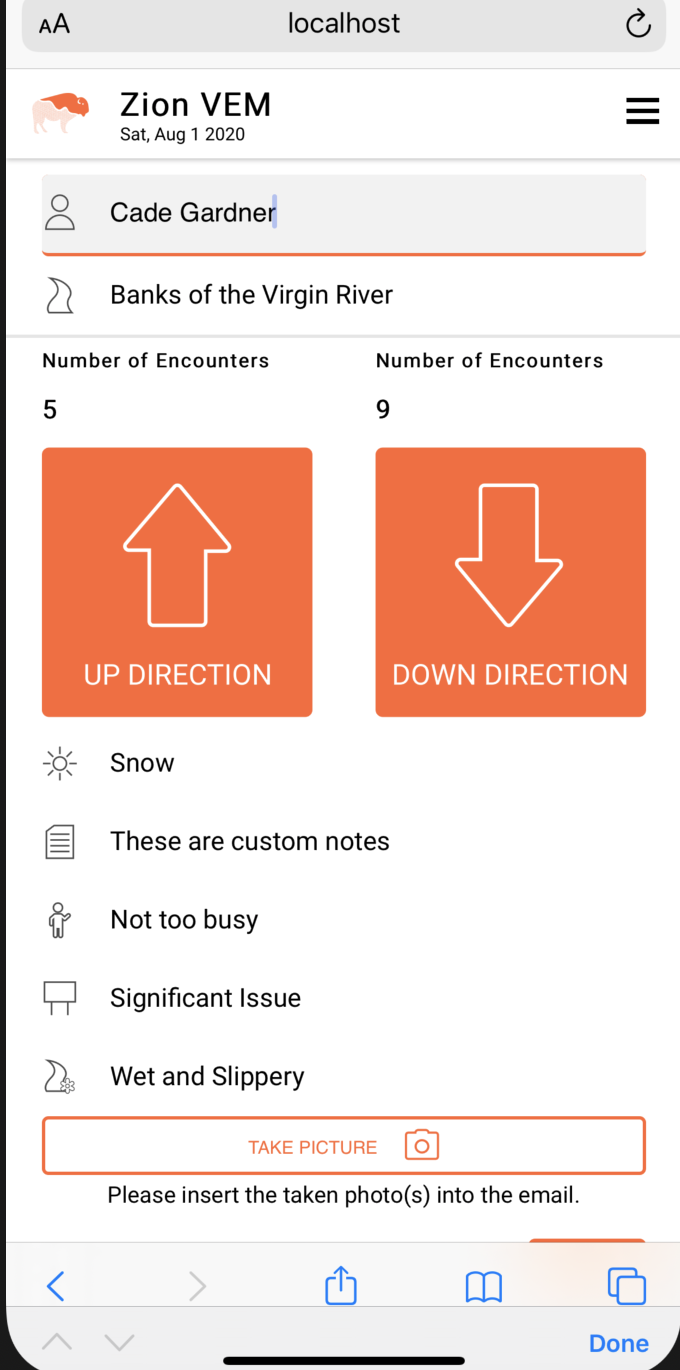 AA localhost
Zion VEM
Sat, Aug 1 2020
Cade Gardner
Banks of the Virgin River
Number of Encounters
5
Number of Encounters
9
UP DIRECTION
DOWN DIRECTION
Snow
These are custom notes
Not too busy
Significant Issue
Wet and Slippery
TAKE PICTURE
Please insert the taken photo(s) into the email.
Done